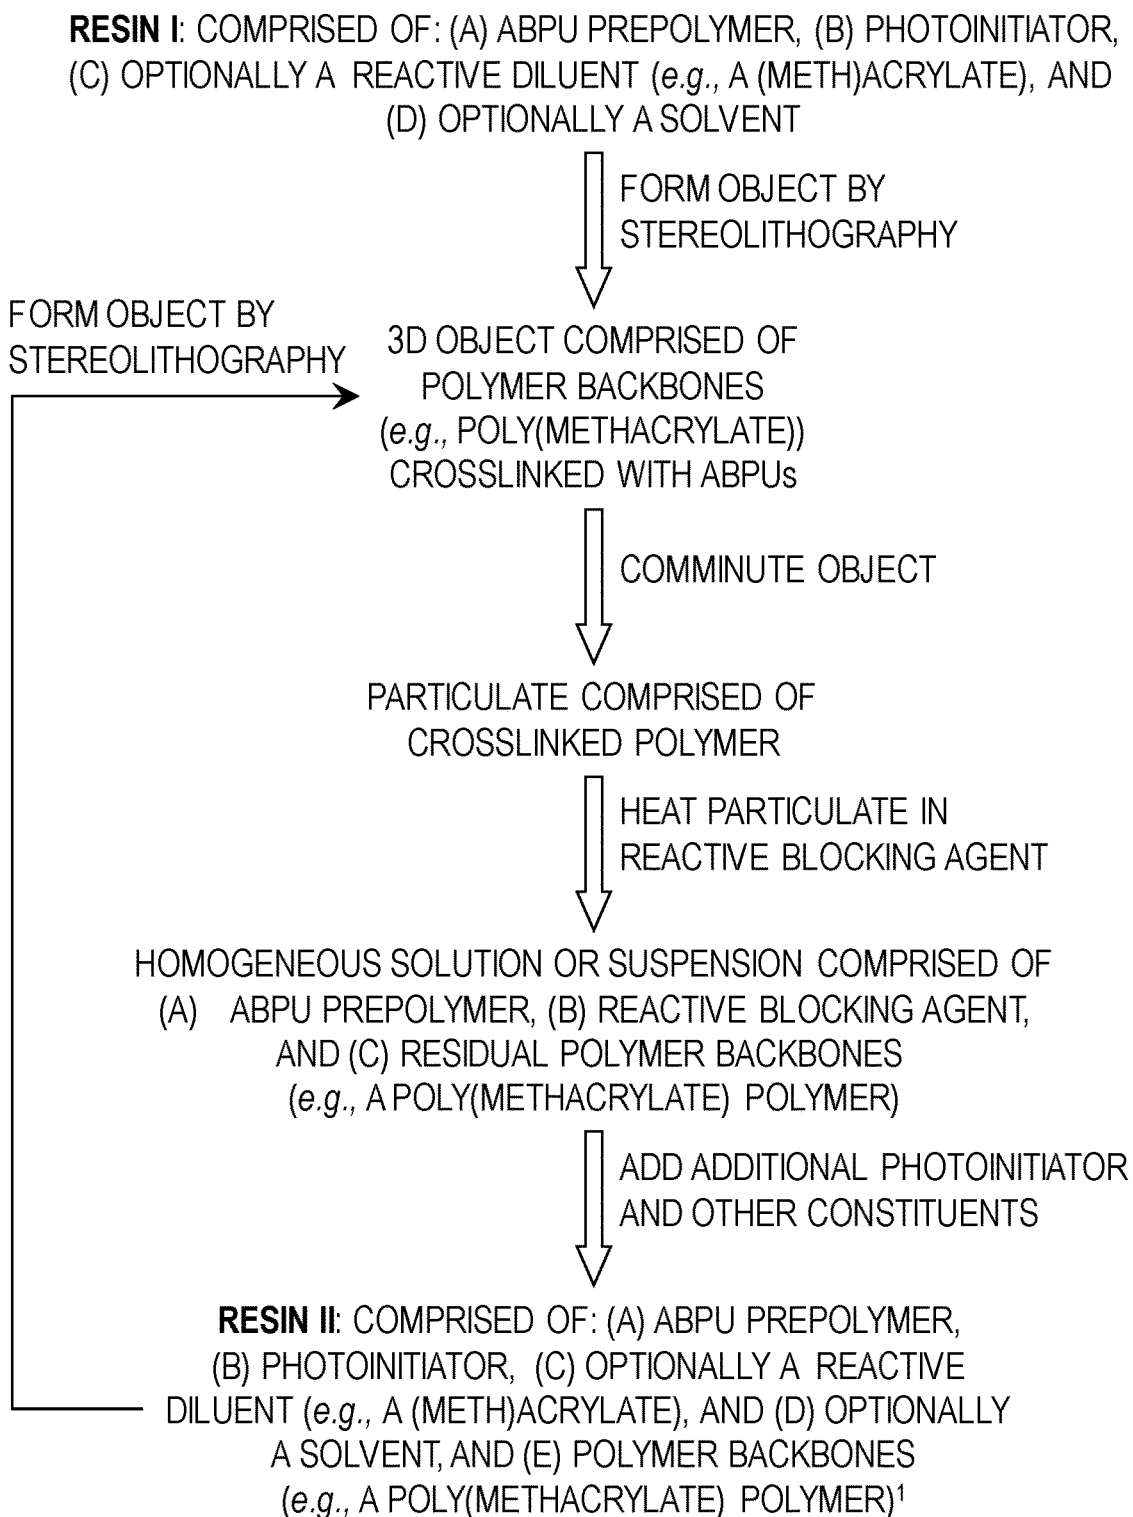 RESIN I: COMPRISED OF: (A) ABPU PREPOLYMER, (B) PHOTOINITIATOR,
(C) OPTIONALLY A REACTIVE DILUENT (e.g., A (METH)ACRYLATE), AND
(D) OPTIONALLY A SOLVENT
FORM OBJECT BY
STEREOLITHOGRAPHY
FORM OBJECT BY
STEREOLITHOGRAPHY
3D OBJECT COMPRISED OF
POLYMER BACKBONES
(e.g., POLY(METHACRYLATE))
CROSSLINKED WITH ABPUs
COMMINUTE OBJECT
PARTICULATE COMPRISED OF
CROSSLINKED POLYMER
HEAT PARTICULATE IN
REACTIVE BLOCKING AGENT
HOMOGENEOUS SOLUTION OR SUSPENSION COMPRISED OF
(A) ABPU PREPOLYMER, (B) REACTIVE BLOCKING AGENT,
AND (C) RESIDUAL POLYMER BACKBONES
(e.g., A POLY(METHACRYLATE) POLYMER)
ADD ADDITIONAL PHOTOINITIATOR
AND OTHER CONSTITUENTS
RESIN II: COMPRISED OF: (A) ABPU PREPOLYMER,
(B) PHOTOINITIATOR, (C) OPTIONALLY A REACTIVE
DILUENT (e.g., A (METH)ACRYLATE), AND (D) OPTIONALLY
A SOLVENT, AND (E) POLYMER BACKBONES
(e.g., A POLY(METHACRYLATE) POLYMER)¹